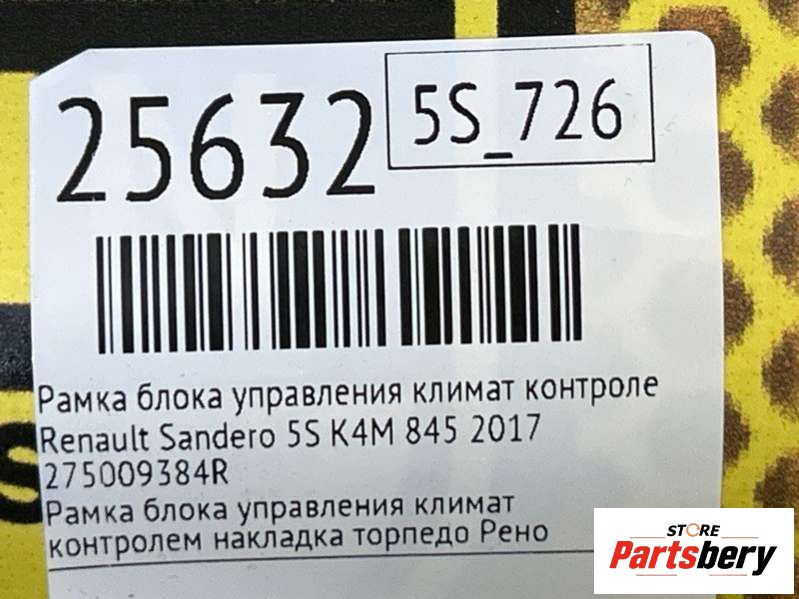 25632
5S_726
Рамка блока управления климат контроле
Renault Sandero 5S K4M 845 2017
275009384R
Рамка блока управления климат
контролем накладка торпедо Рено
STORE
Partsbery